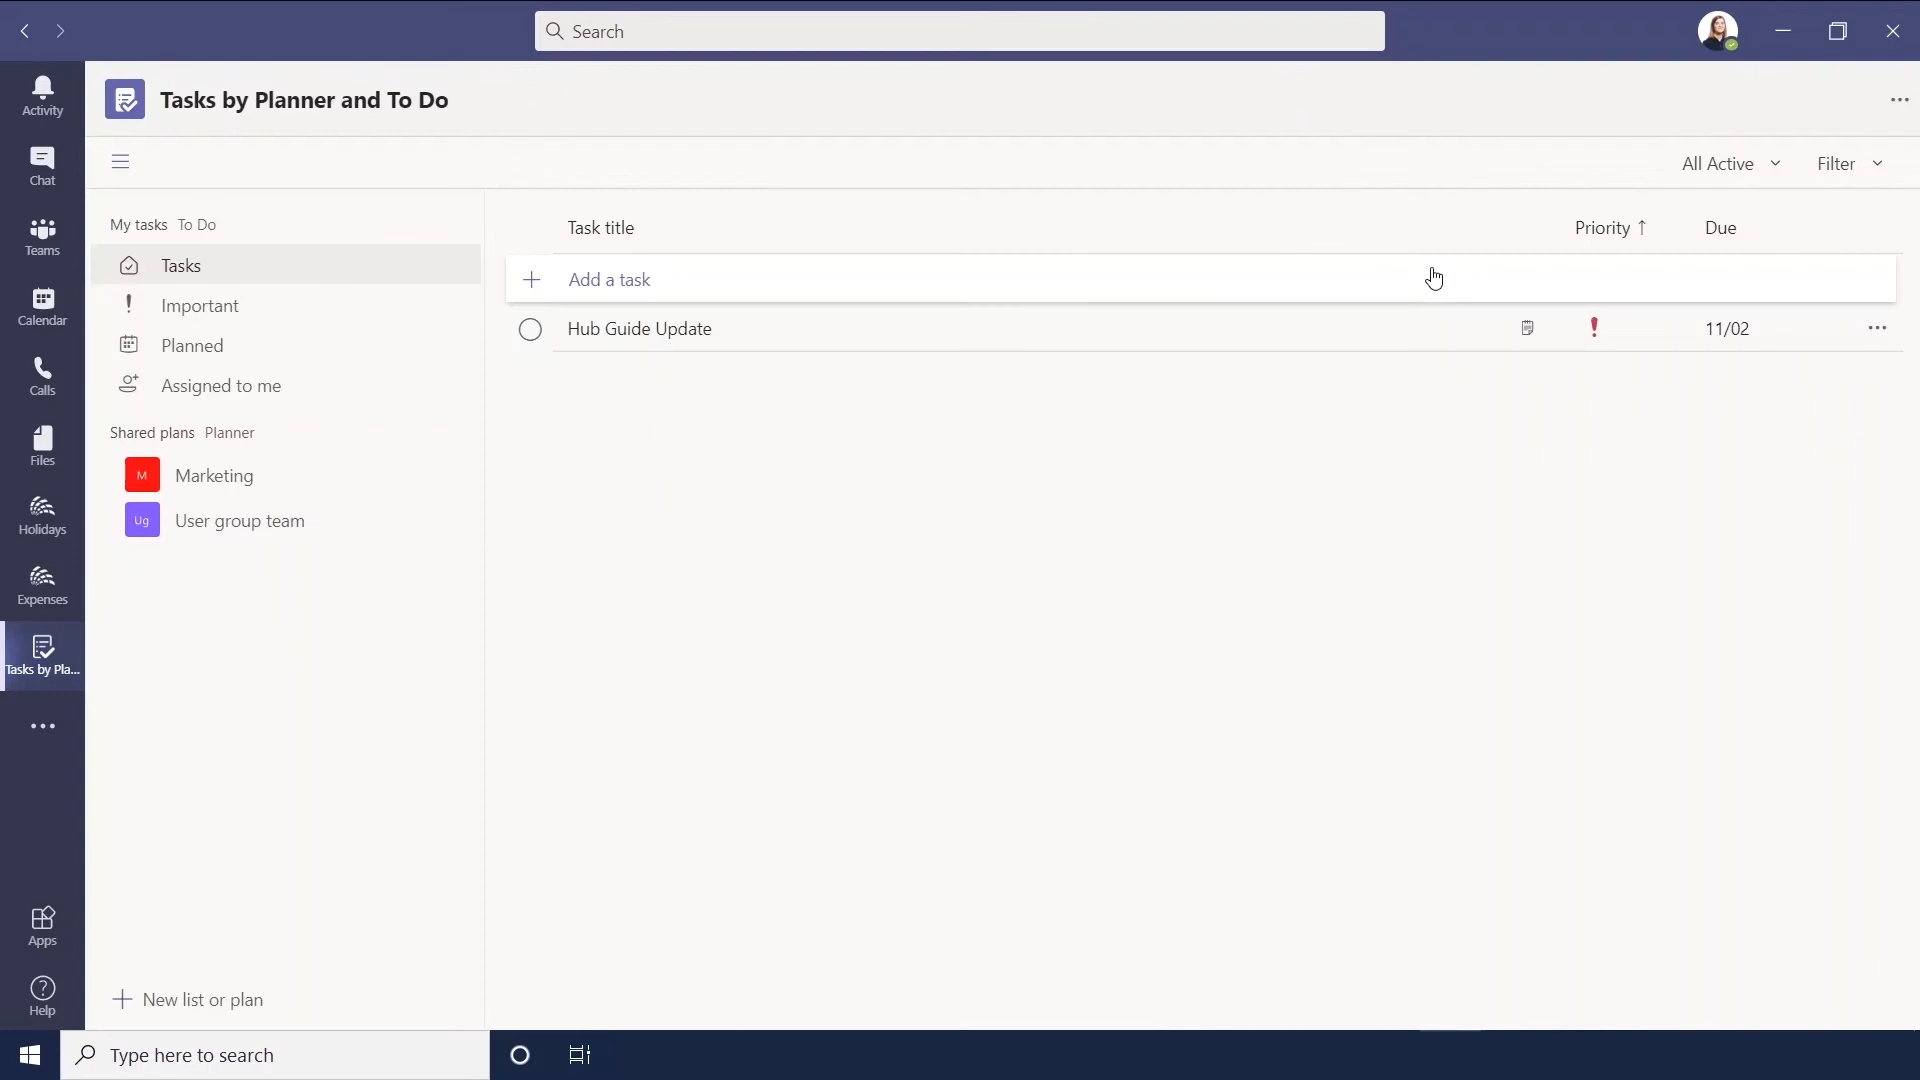 Search
Activity
Chat
Teams
Calendar
Calls
Files
Holidays
Expenses
Tasks by Pla...
Apps
Help
Tasks by Planner and To Do
All Active
Filter
My tasks To Do
Tasks
Important
Planned
Assigned to me
Shared plans Planner
M Marketing
Ug User group team
New list or plan
Task title Priority ↑ Due
Add a task
Hub Guide Update ! 11/02
Type here to search